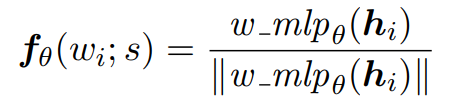 f_θ(w_i; s) = w_mlp_θ(h_i) / ‖w_mlp_θ(h_i)‖